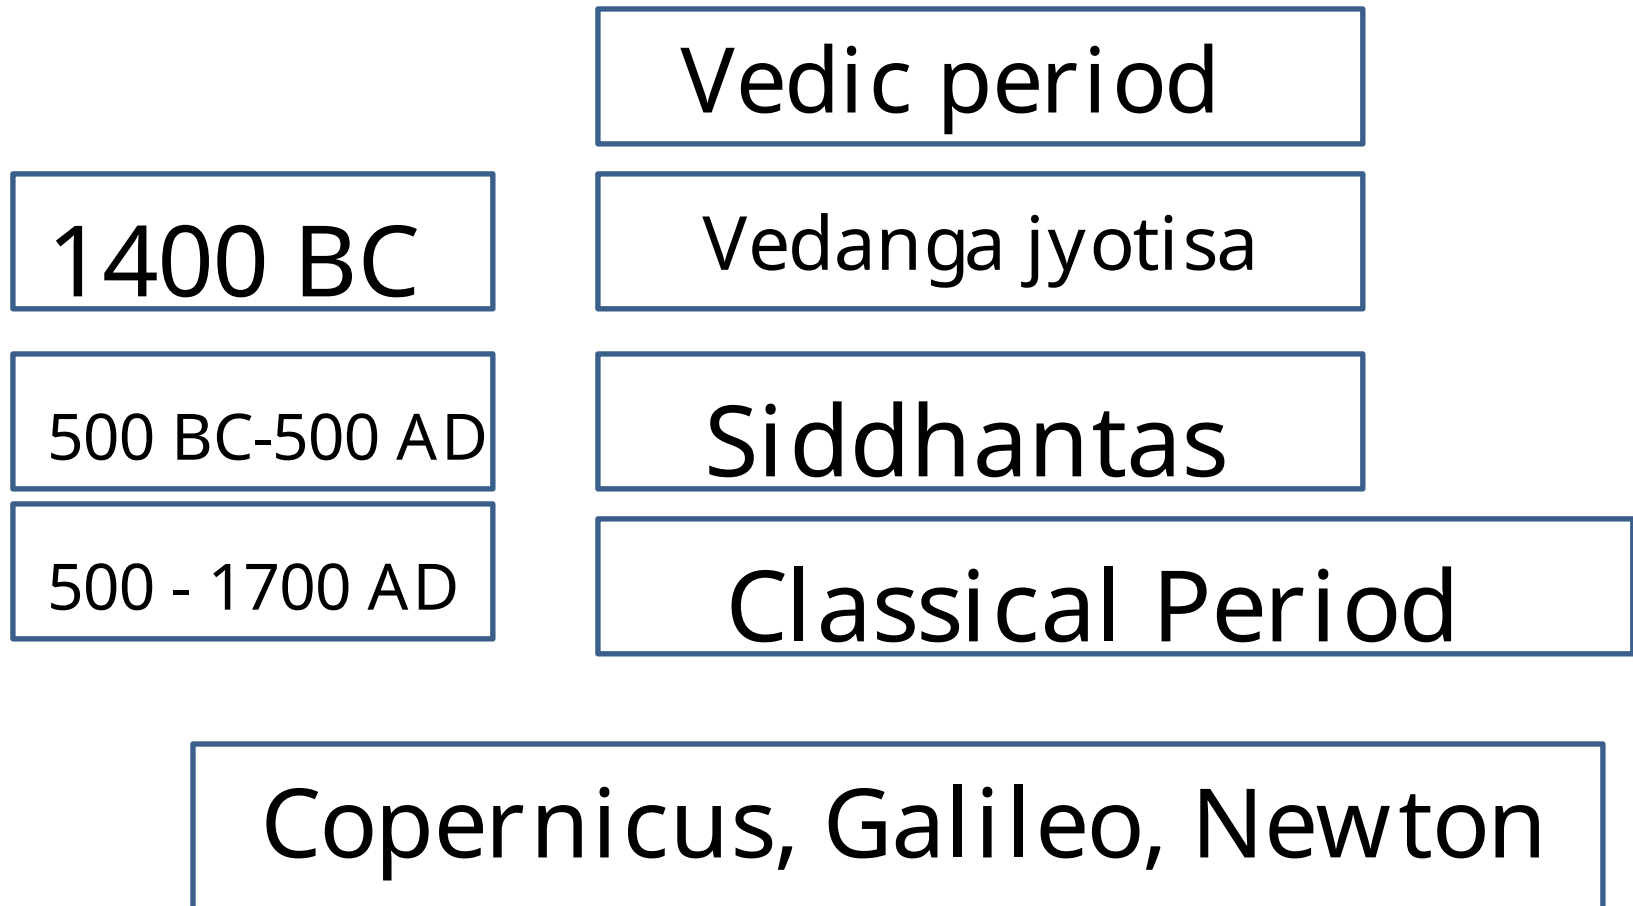 Vedic period
1400 BC
Vedanga jyotisa
500 BC-500 AD
Siddhantas
500 - 1700 AD
Classical Period
Copernicus, Galileo, Newton